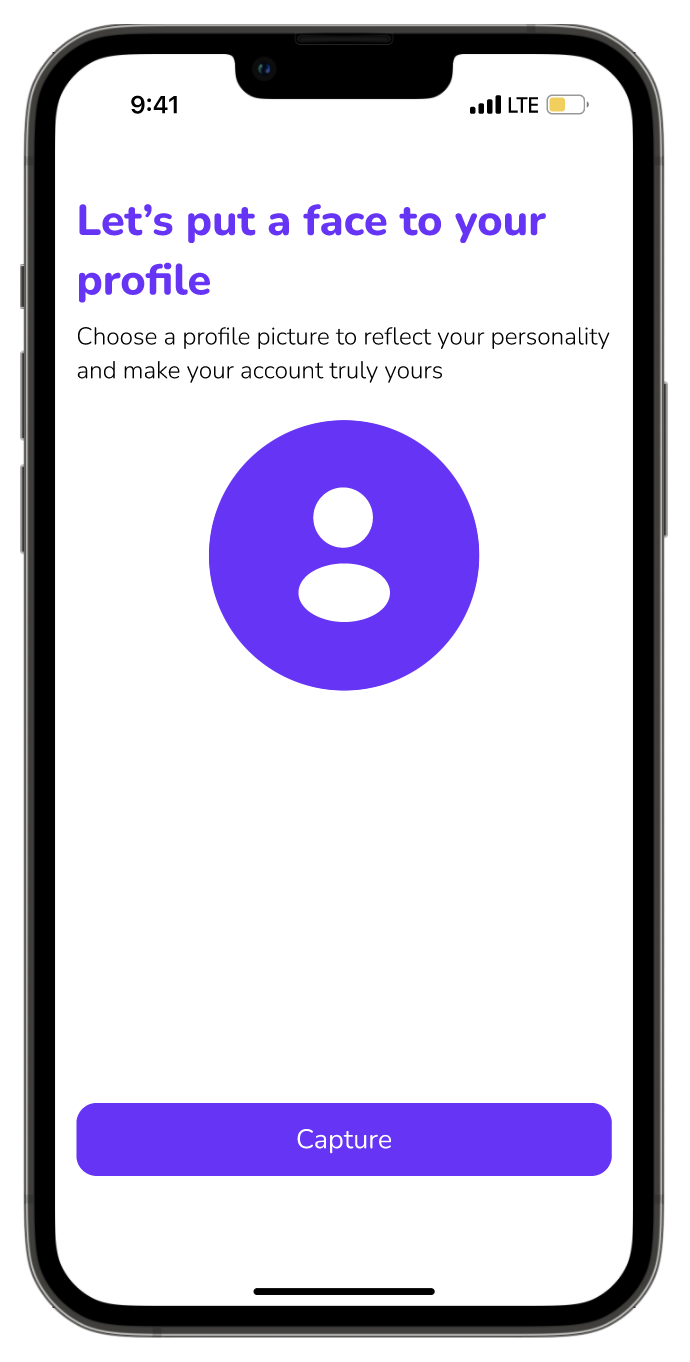 9:41 LTE
Let’s put a face to your
profile
Choose a profile picture to reflect your personality
and make your account truly yours
Capture